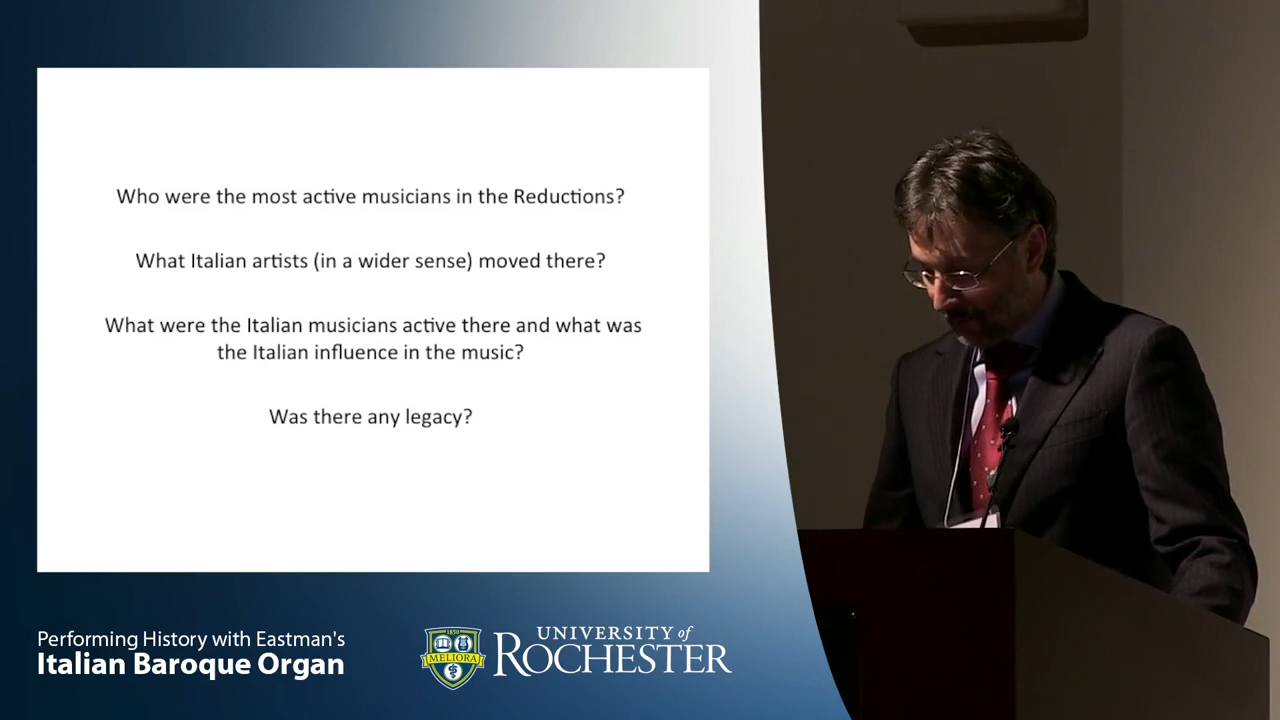 Who were the most active musicians in the Reductions?
What Italian artists (in a wider sense) moved there?
What were the Italian musicians active there and what was
the Italian influence in the music?
Was there any legacy?
Performing History with Eastman's
Italian Baroque Organ
1850
MELIORA
UNIVERSITY of
ROCHESTER